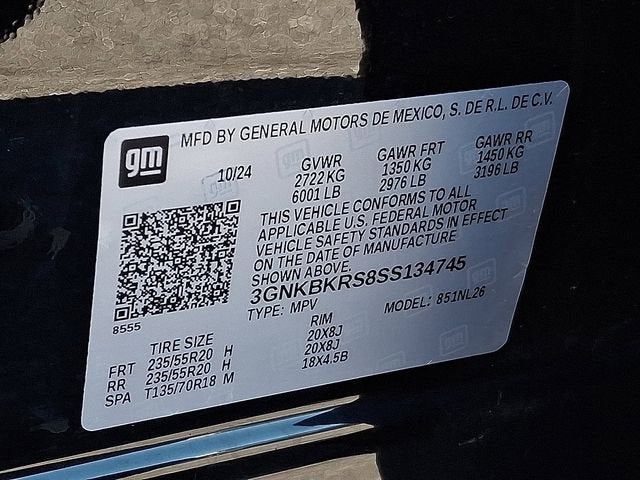 gm
MFD BY GENERAL MOTORS DE MEXICO, S. DE R.L. DE C.V.
10/24 GVWR GAWR FRT GAWR RR
2722 KG 1350 KG 1450 KG
6001 LB 2976 LB 3196 LB
THIS VEHICLE CONFORMS TO ALL
APPLICABLE U.S. FEDERAL MOTOR
VEHICLE SAFETY STANDARDS IN EFFECT
ON THE DATE OF MANUFACTURE
SHOWN ABOVE.
3GNKBKRS8SS134745
TYPE: MPV MODEL: 851NL26
8555
TIRE SIZE RIM
FRT 235/55R20 H 20X8J
RR 235/55R20 H 20X8J
SPA T135/70R18 M 18X4.5B